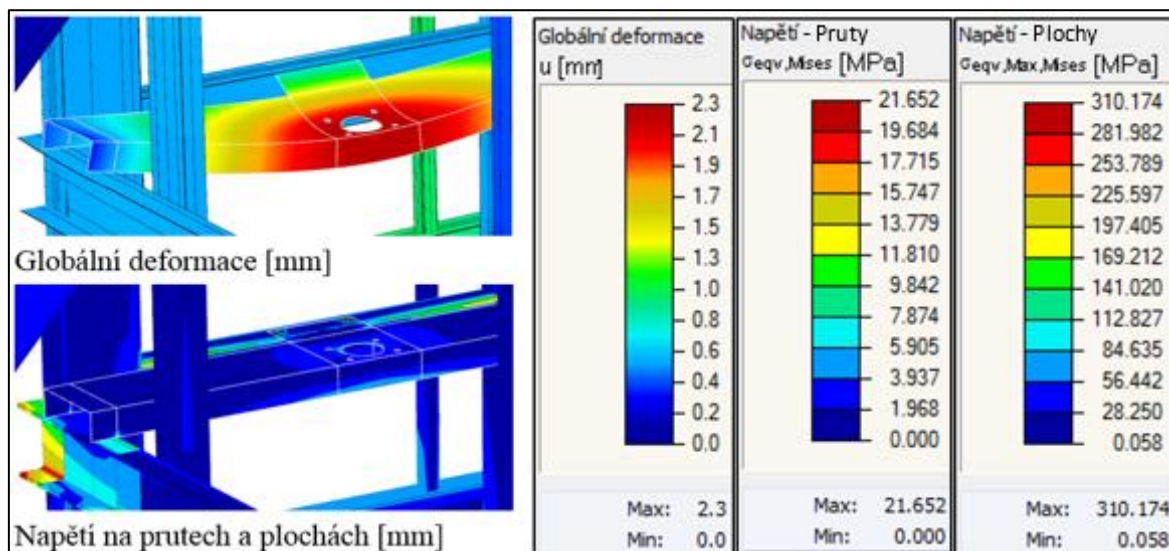 Globální deformace [mm]
Napětí na prutech a plochách [mm]
Globální deformace
u [mm]
2.3
2.1
1.9
1.7
1.5
1.3
1.0
0.8
0.6
0.4
0.2
0.0
Max: 2.3
Min: 0.0
Napětí - Pruty
σeqv,Mises [MPa]
21.652
19.684
17.715
15.747
13.779
11.810
9.842
7.874
5.905
3.937
1.968
0.000
Max: 21.652
Min: 0.000
Napětí - Plochy
σeqv,Max,Mises [MPa]
310.174
281.982
253.789
225.597
197.405
169.212
141.020
112.827
84.635
56.442
28.250
0.058
Max: 310.174
Min: 0.058